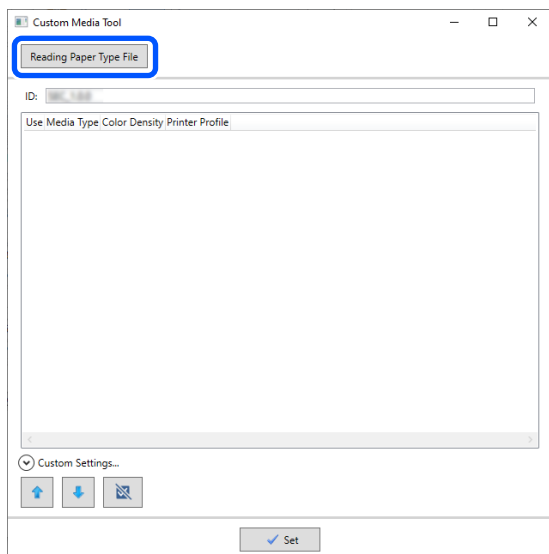 Custom Media Tool
Reading Paper Type File
ID:
Use Media Type Color Density Printer Profile
Custom Settings...
Set